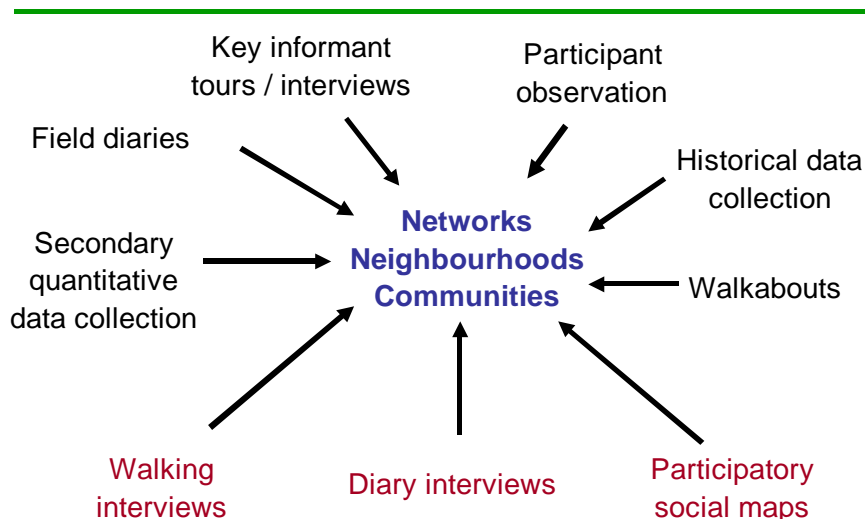 Key informant
tours / interviews
Participant
observation
Field diaries
Historical data
collection
Networks
Neighbourhoods
Communities
Secondary
quantitative
data collection
Walkabouts
Walking
interviews
Diary interviews
Participatory
social maps